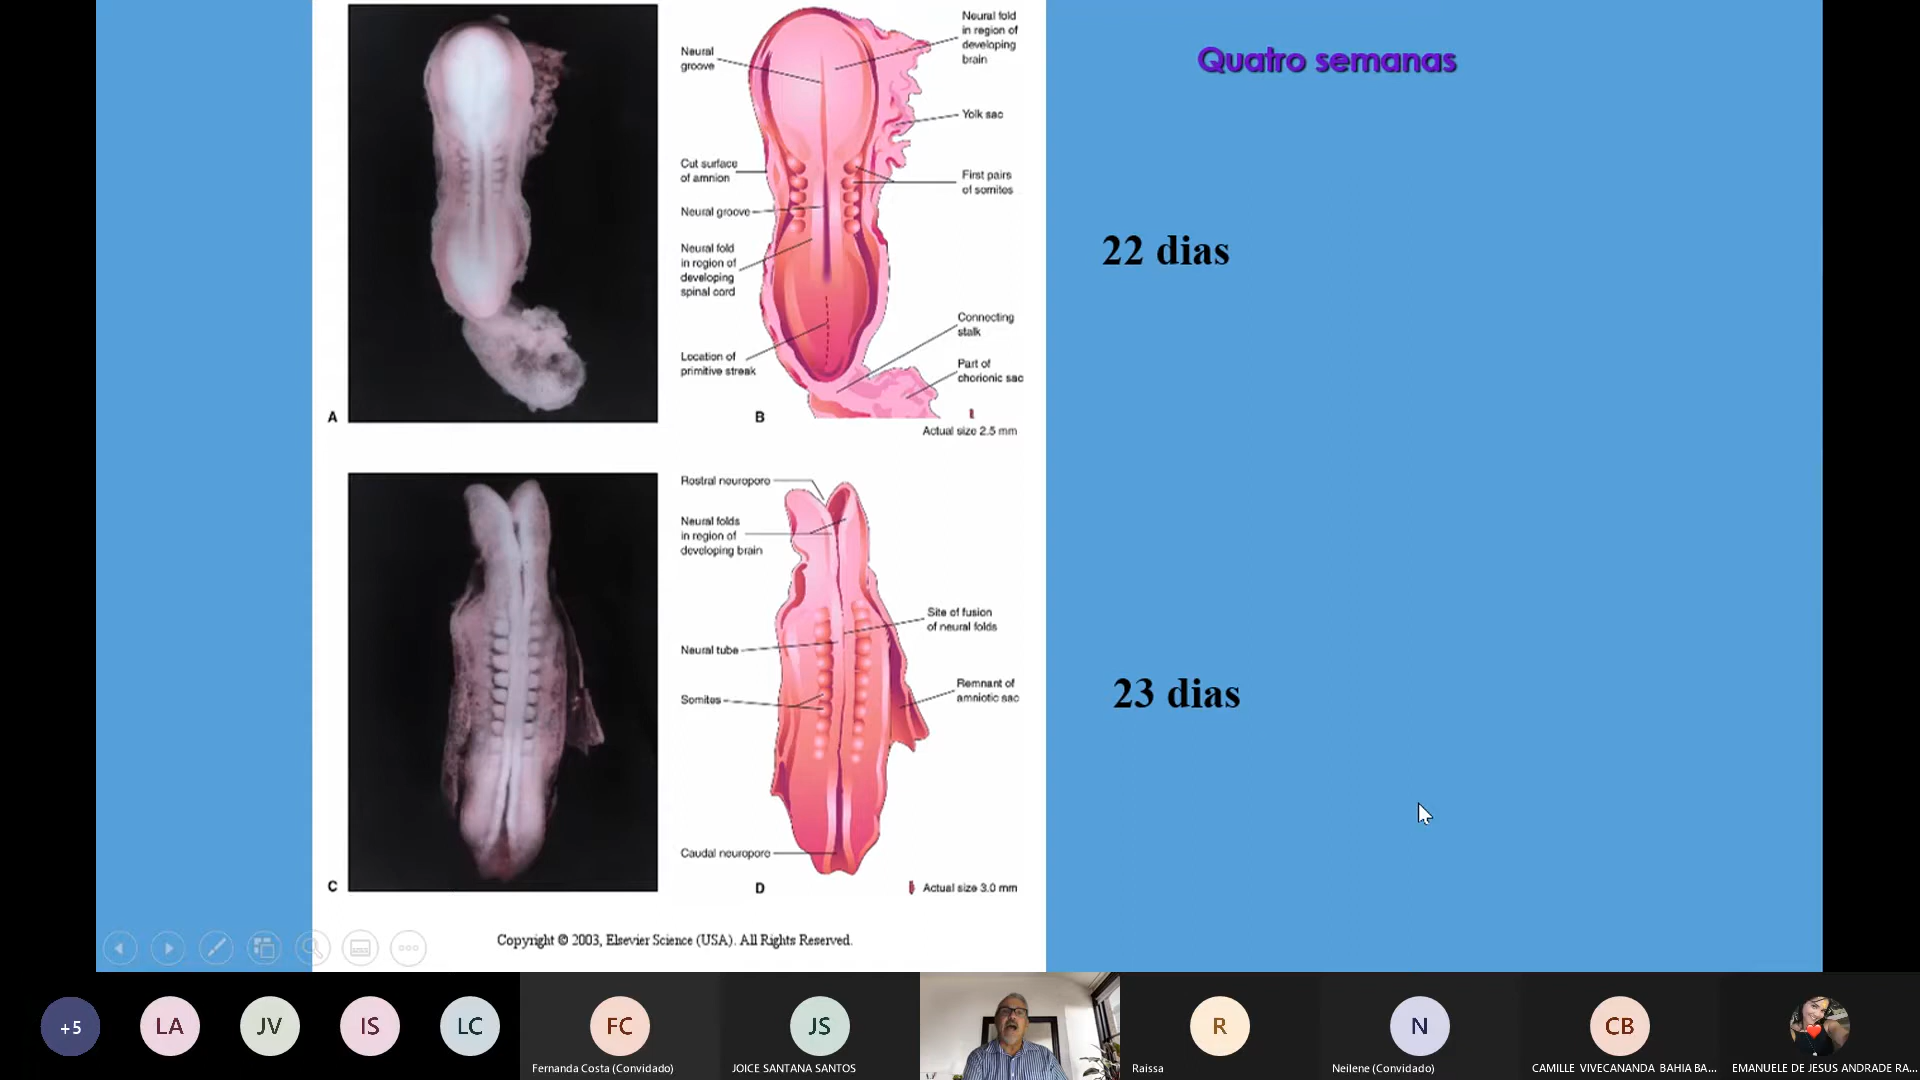 Quatro semanas
Neural
groove
Neural fold
in region of
developing
brain
Yolk sac
Cut surface
of amnion
First pairs
of somites
Neural groove
Neural fold
in region of
developing
spinal cord
Connecting
stalk
Location of
primitive streak
Part of
chorionic sac
A
B
Actual size 2.5 mm
22 dias
Rostral neuropore
Neural folds
in region of
developing brain
Site of fusion
of neural folds
Neural tube
Somites
Remnant of
amniotic sac
Caudal neuropore
C
D
Actual size 3.0 mm
23 dias
Copyright © 2003, Elsevier Science (USA). All Rights Reserved.
+5
LA
JV
IS
LC
FC
JS
R
N
CB
Fernanda Costa (Convidado)
JOICE SANTANA SANTOS
Raissa
Neilene (Convidado)
CAMILLE VIVECANANDA BAHIA BA...
EMANUELE DE JESUS ANDRADE RA...